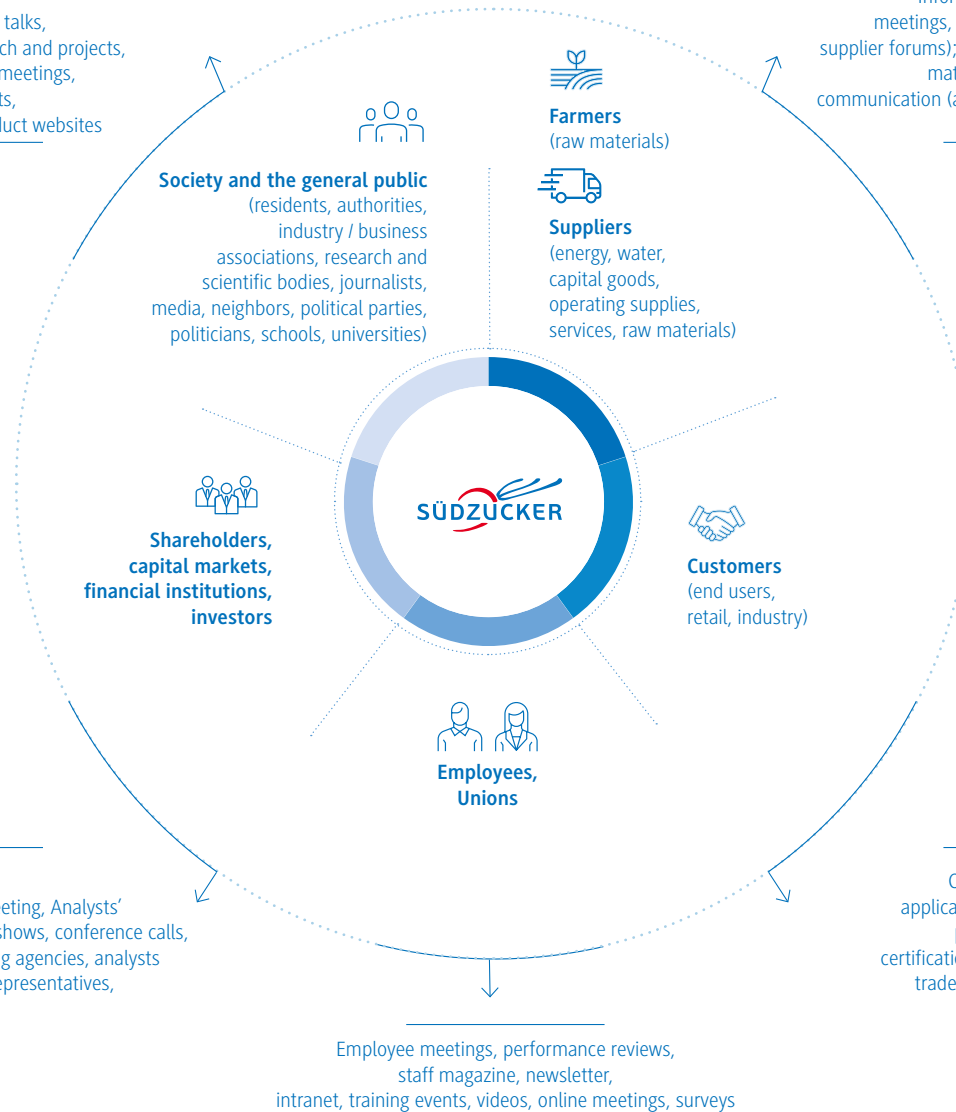 talks,
ch and projects,
meetings,
ts,
duct websites
meetings,
supplier forums);
mat
communication (a
Farmers
(raw materials)
Society and the general public
(residents, authorities,
industry / business
associations, research and
scientific bodies, journalists,
media, neighbors, political parties,
politicians, schools, universities)
Suppliers
(energy, water,
capital goods,
operating supplies,
services, raw materials)
SÜDZUCKER
Shareholders,
capital markets,
financial institutions,
investors
Customers
(end users,
retail, industry)
Employees,
Unions
eting, Analysts’
shows, conference calls,
g agencies, analysts
epresentatives,
applica
certificatio
trade
Employee meetings, performance reviews,
staff magazine, newsletter,
intranet, training events, videos, online meetings, surveys